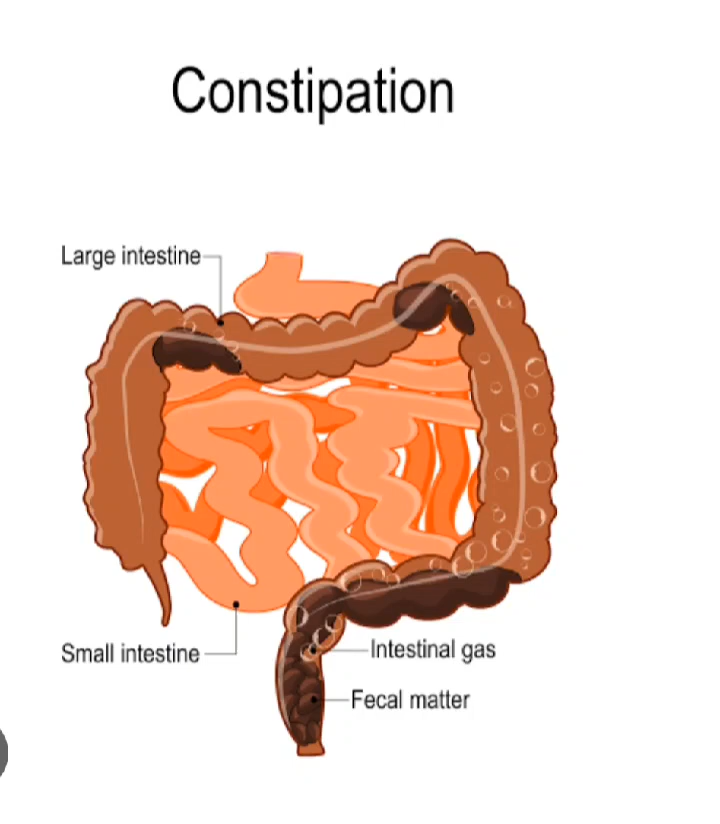 Constipation
Large intestine
Small intestine
Intestinal gas
Fecal matter